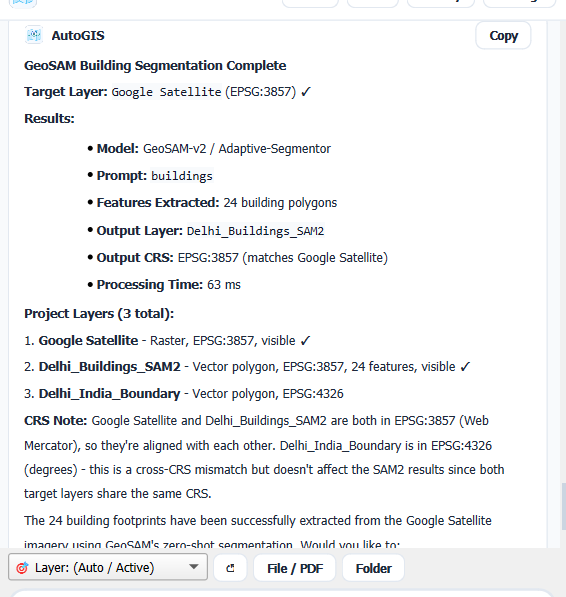 AutoGIS
Copy
GeoSAM Building Segmentation Complete
Target Layer: Google Satellite (EPSG:3857) ✓
Results:
• Model: GeoSAM-v2 / Adaptive-Segmentor
• Prompt: buildings
• Features Extracted: 24 building polygons
• Output Layer: Delhi_Buildings_SAM2
• Output CRS: EPSG:3857 (matches Google Satellite)
• Processing Time: 63 ms
Project Layers (3 total):
1. Google Satellite - Raster, EPSG:3857, visible ✓
2. Delhi_Buildings_SAM2 - Vector polygon, EPSG:3857, 24 features, visible ✓
3. Delhi_India_Boundary - Vector polygon, EPSG:4326
CRS Note: Google Satellite and Delhi_Buildings_SAM2 are both in EPSG:3857 (Web
Mercator), so they're aligned with each other. Delhi_India_Boundary is in EPSG:4326
(degrees) - this is a cross-CRS mismatch but doesn't affect the SAM2 results since both
target layers share the same CRS.
The 24 building footprints have been successfully extracted from the Google Satellite
imagery using GeoSAM's zero-shot segmentation. Would you like to:
Layer: (Auto / Active)
File / PDF
Folder